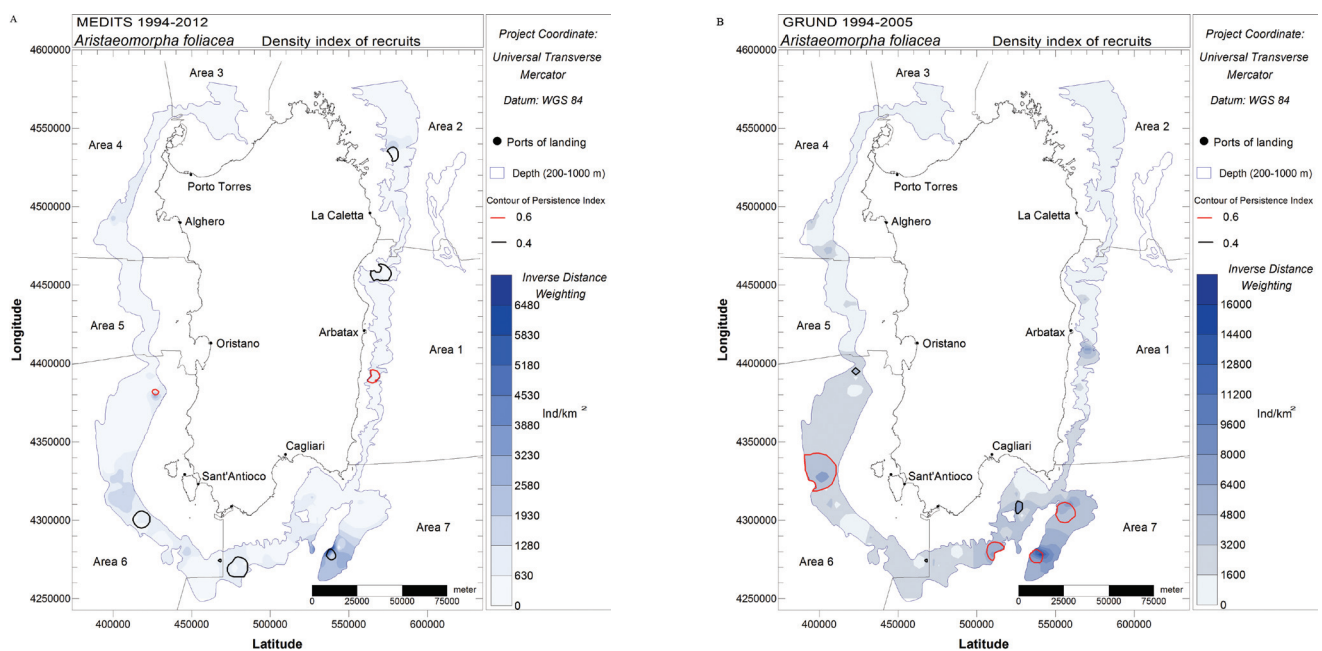 A
MEDITS 1994-2012
Aristaeomorpha foliacea Density index of recruits
4600000
4550000
4500000
4450000
4400000
4350000
4300000
4250000
Longitude
400000 450000 500000 550000 600000
Latitude
Area 3
Area 2
Area 4
Porto Torres
La Caletta
Alghero
Area 5
Arbatax
Oristano
Area 1
Cagliari
Sant'Antioco
Area 7
Area 6
meter
0 25000 50000 75000
Project Coordinate:
Universal Transverse
Mercator
Datum: WGS 84
Ports of landing
Depth (200-1000 m)
Contour of Persistence Index
0.6
0.4
Inverse Distance
Weighting
6480
5830
5180
4530
3880
3230
2580
1930
1280
630
0
Ind/km2
B
GRUND 1994-2005
Aristaeomorpha foliacea Density index of recruits
4600000
4550000
4500000
4450000
4400000
4350000
4300000
4250000
Longitude
400000 450000 500000 550000 600000
Latitude
Area 3
Area 2
Area 4
Porto Torres
La Caletta
Alghero
Area 5
Arbatax
Oristano
Area 1
Cagliari
Sant'Antioco
Area 7
Area 6
meter
0 25000 50000 75000
Project Coordinate:
Universal Transverse
Mercator
Datum: WGS 84
Ports of landing
Depth (200-1000 m)
Contour of Persistence Index
0.6
0.4
Inverse Distance
Weighting
16000
14400
12800
11200
9600
8000
6400
4800
3200
1600
0
Ind/km2